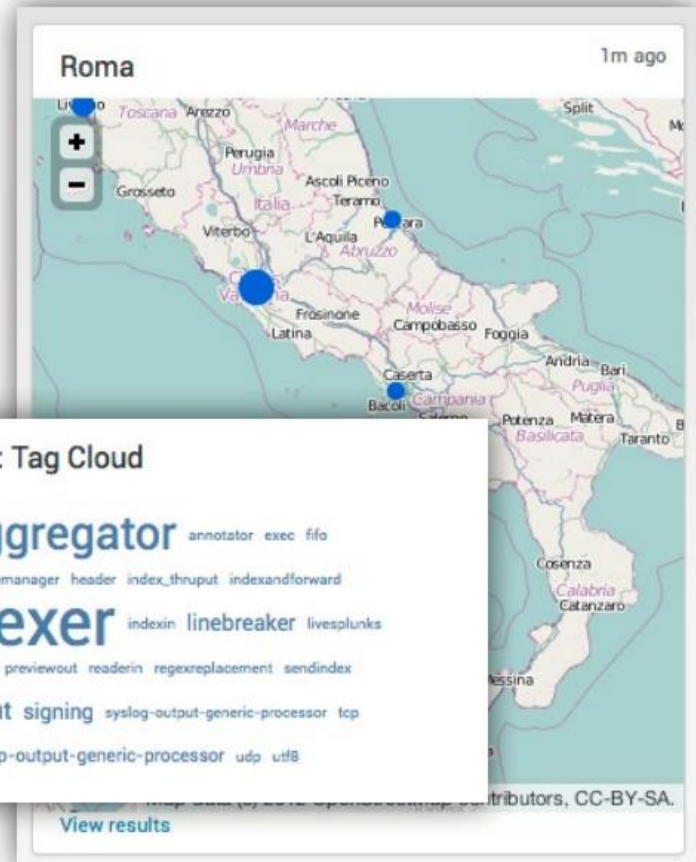 Roma
1m ago
Toscana
Arezzo
Split
Marche
Perugia
Umbria
+
−
Grosseto
Italia
Ascoli Piceno
Teramo
Viterbo
L'Aquila
Abruzzo
Frosinone
Latina
Molise
Campobasso
Foggia
Andria
Bari
Caserta
Puglia
Bacoli
Campania
Potenza
Matera
Basilicata
Taranto
: Tag Cloud
ggregator annotator exec fifo
emanager header index_thruput indexandforward
exer indexin linebreaker livesplunks
previewout readerin regexreplacement sendindex
ut signing syslog-output-generic-processor tcp
p-output-generic-processor udp utf8
Cosenza
Calabria
Catanzaro
essina
tributors, CC-BY-SA.
View results